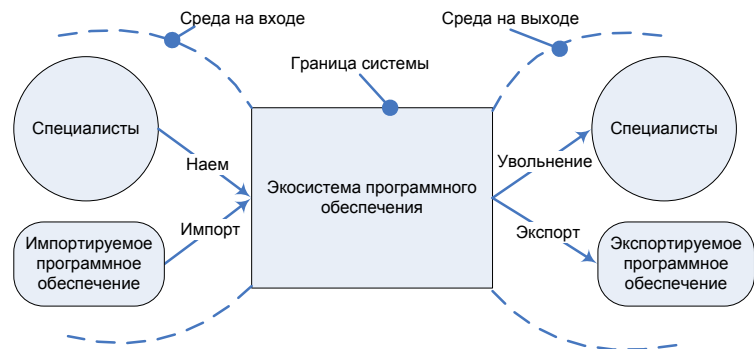 Среда на входе
Среда на выходе
Граница системы
Специалисты
Наем
Импорт
Импортируемое
программное
обеспечение
Экосистема программного
обеспечения
Увольнение
Экспорт
Специалисты
Экспортируемое
программное
обеспечение